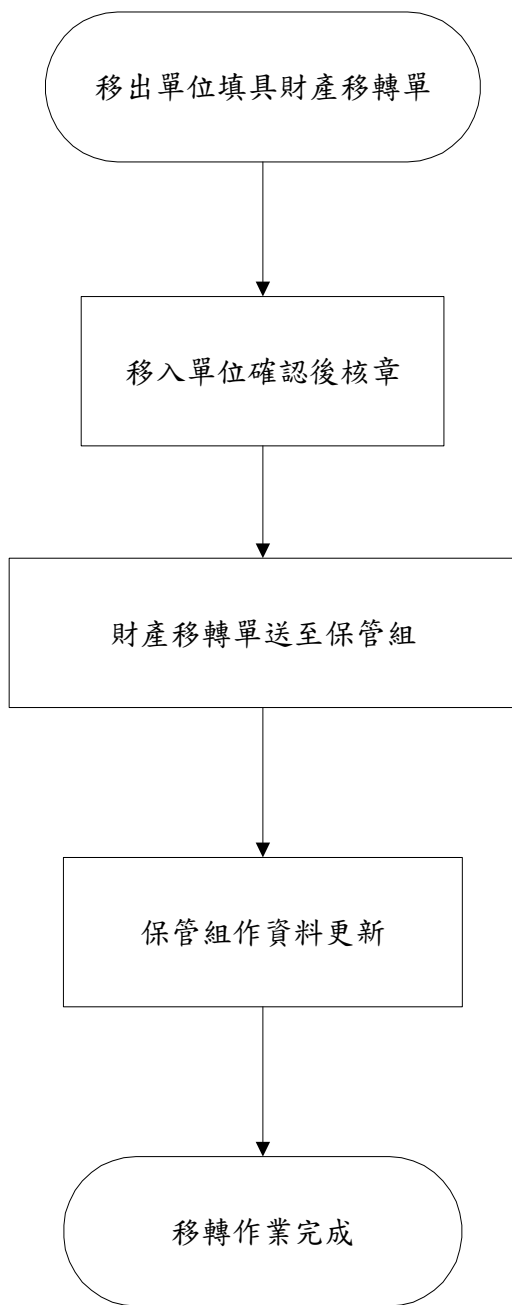 移出單位填具財產移轉單
移入單位確認後核章
財產移轉單送至保管組
保管組作資料更新
移轉作業完成